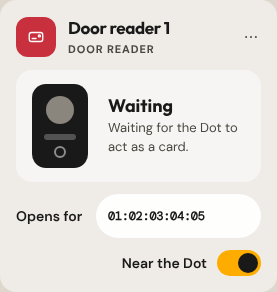 Door reader 1
DOOR READER
Waiting
Waiting for the Dot to
act as a card.
Opens for
01:02:03:04:05
Near the Dot